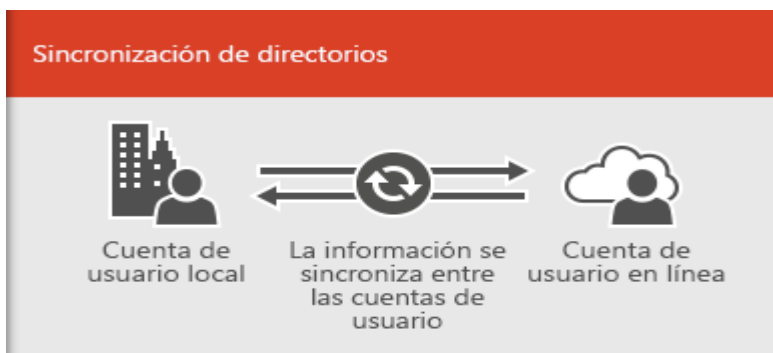 Sincronización de directorios
Cuenta de
usuario local
La información se
sincroniza entre
las cuentas de
usuario
Cuenta de
usuario en línea